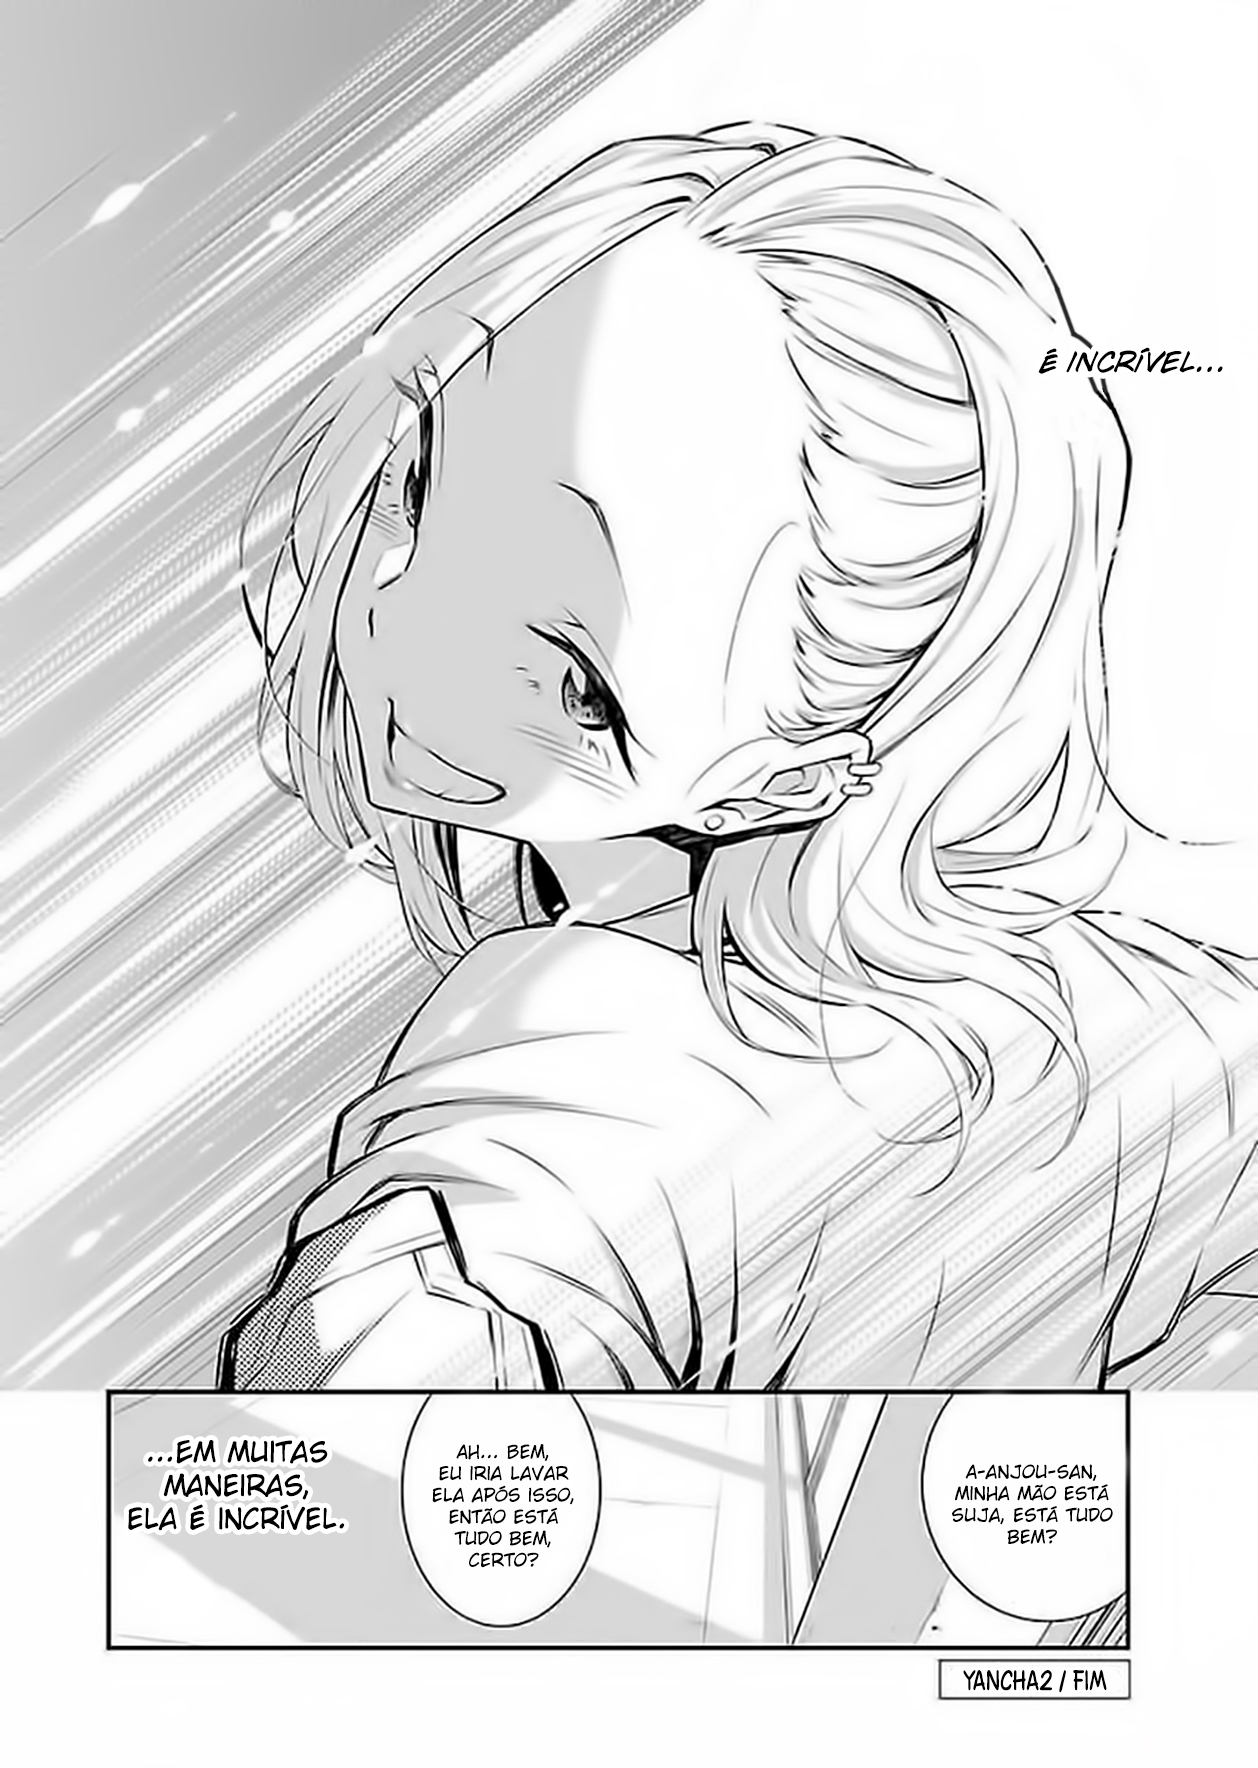 É INCRÍVEL...
A-ANJOU-SAN,
MINHA MÃO ESTÁ
SUJA, ESTÁ TUDO
BEM?
AH... BEM,
EU IRIA LAVAR
ELA APÓS ISSO,
ENTÃO ESTÁ
TUDO BEM,
CERTO?
...EM MUITAS
MANEIRAS,
ELA É INCRÍVEL.
YANCHA2 / FIM